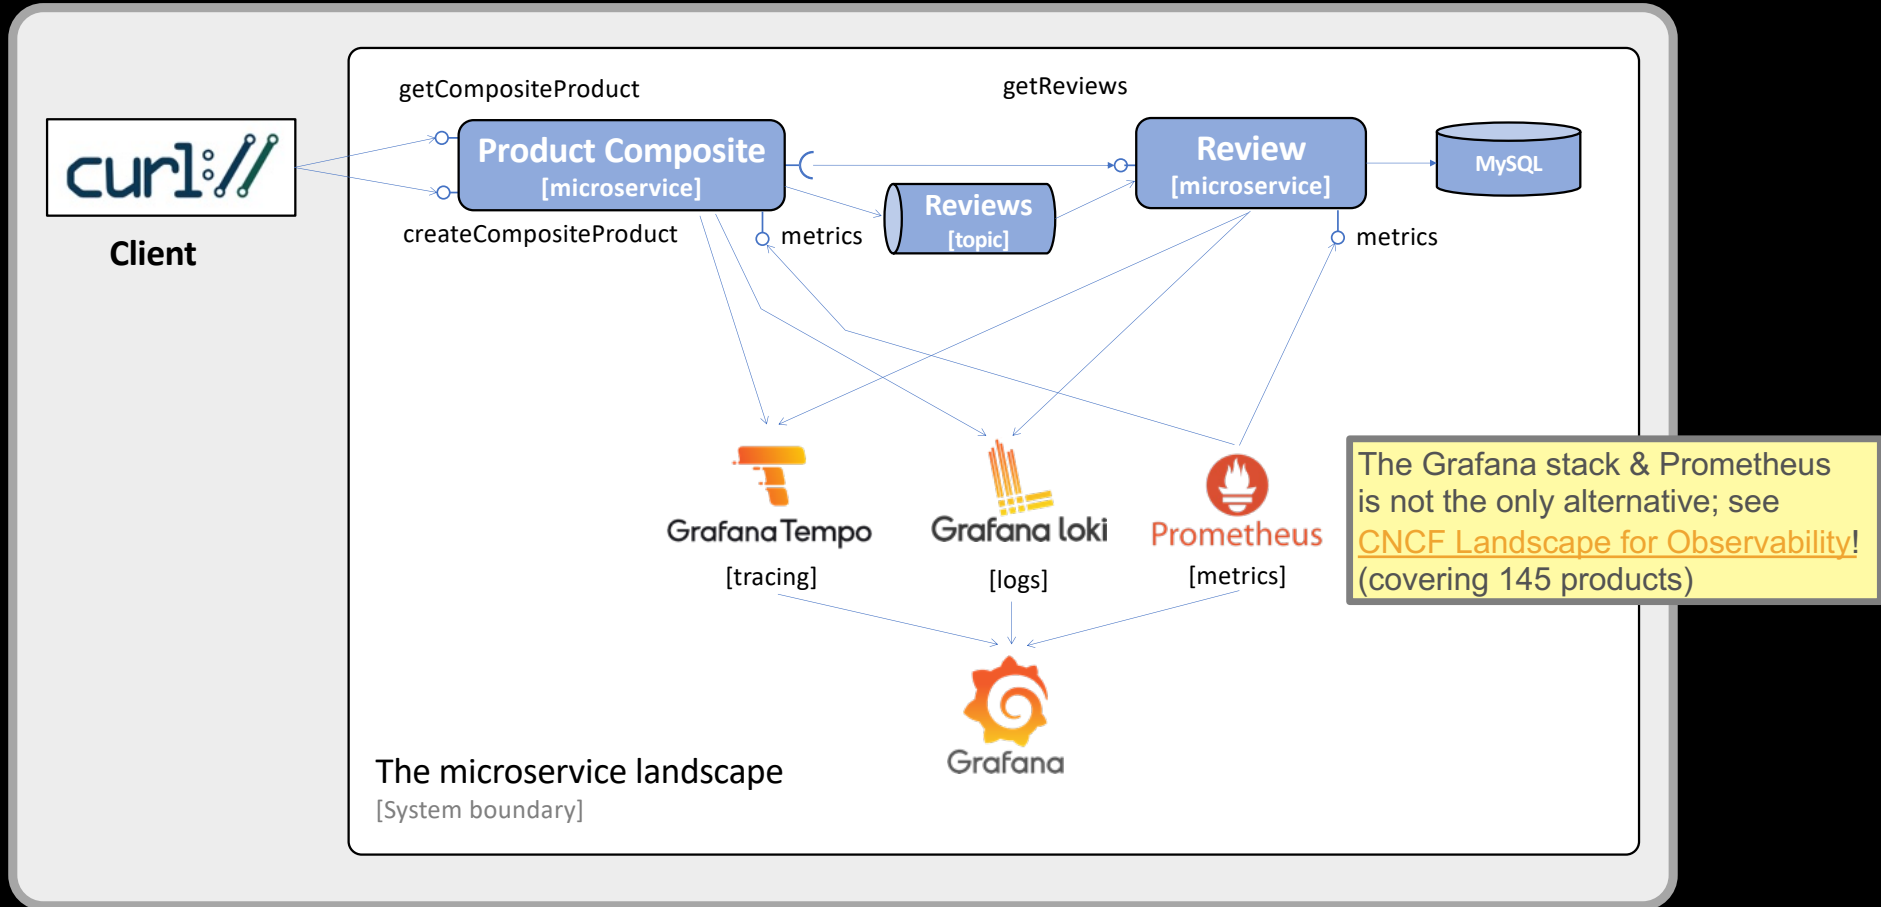 getCompositeProduct
getReviews
curl://
Client
Product Composite
[microservice]
Review
[microservice]
MySQL
Reviews
[topic]
createCompositeProduct
metrics
metrics
Grafana Tempo
[tracing]
Grafana loki
[logs]
Prometheus
[metrics]
The Grafana stack & Prometheus
is not the only alternative; see
CNCF Landscape for Observability!
(covering 145 products)
Grafana
The microservice landscape
[System boundary]